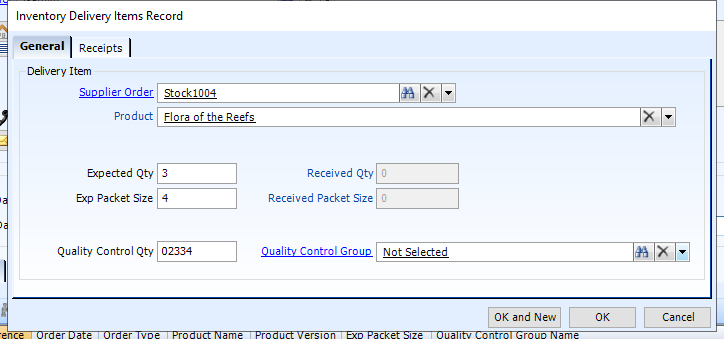 Inventory Delivery Items Record
General Receipts
Delivery Item
Supplier Order Stock1004
Product Flora of the Reefs
Expected Qty 3 Received Qty 0
Exp Packet Size 4 Received Packet Size 0
Quality Control Qty 02334 Quality Control Group Not Selected
OK and New OK Cancel
rence Order Date Order Type Product Name Product Version Exp Packet Size Quality Control Group Name